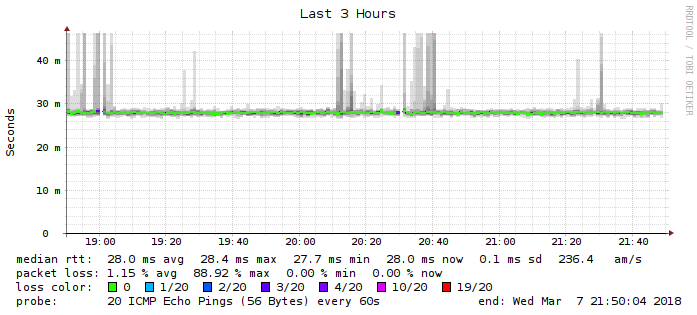 Last 3 Hours
RRDTOOL / TOBI OETIKER
Seconds
40 m
30 m
20 m
10 m
0
19:00 19:20 19:40 20:00 20:20 20:40 21:00 21:20 21:40
median rtt: 28.0 ms avg 28.4 ms max 27.7 ms min 28.0 ms now 0.1 ms sd 236.4 am/s
packet loss: 1.15 % avg 88.92 % max 0.00 % min 0.00 % now
loss color: 0 1/20 2/20 3/20 4/20 10/20 19/20
probe: 20 ICMP Echo Pings (56 Bytes) every 60s end: Wed Mar 7 21:50:04 2018